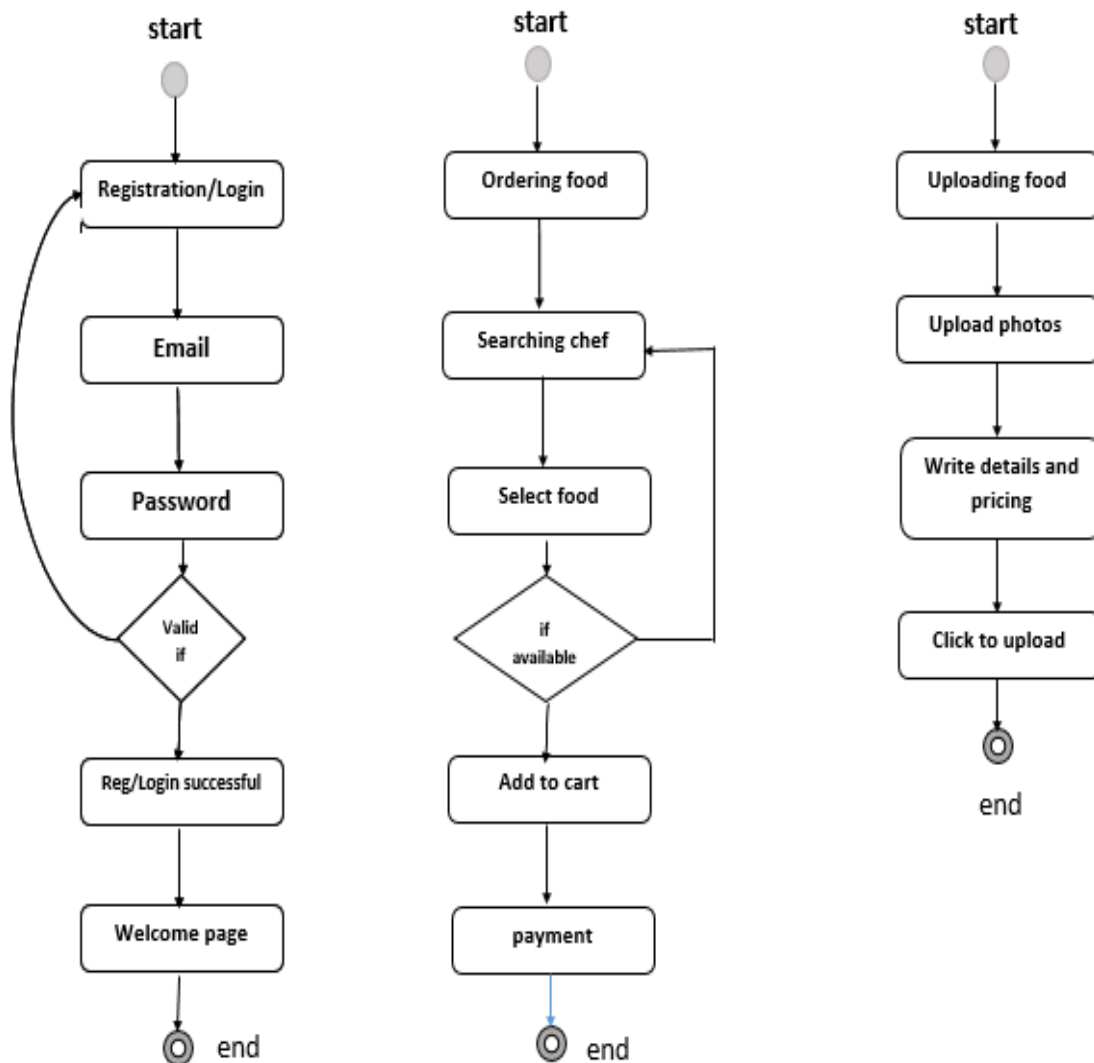 start
Registration/Login
Email
Password
Valid
if
Reg/Login successful
Welcome page
end
start
Ordering food
Searching chef
Select food
if
available
Add to cart
payment
end
start
Uploading food
Upload photos
Write details and
pricing
Click to upload
end